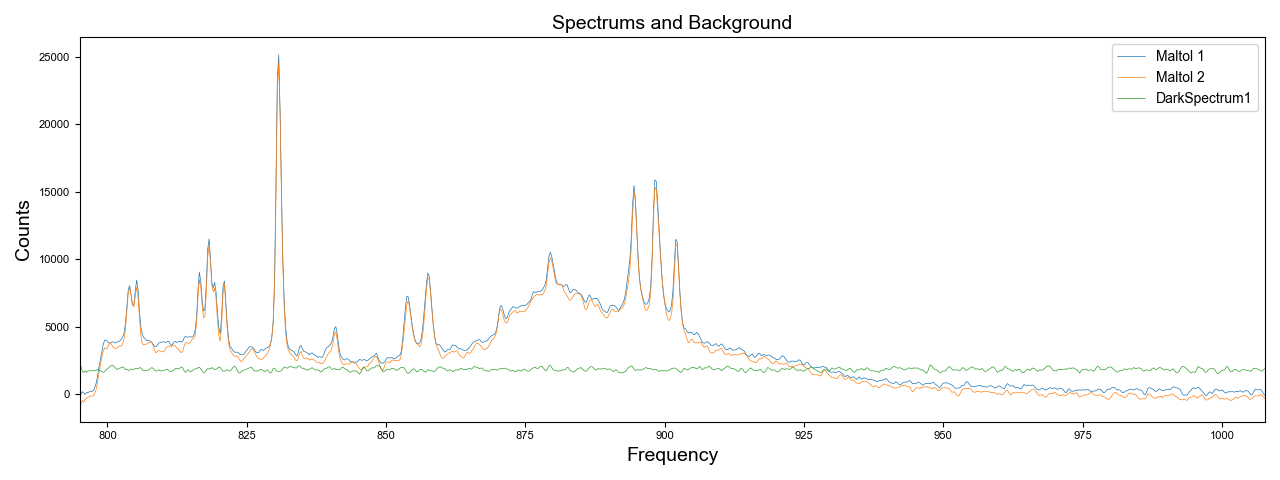 Spectrums and Background
Maltol 1
Maltol 2
DarkSpectrum1
25000
20000
15000
10000
5000
0
Counts
800
825
850
875
900
925
950
975
1000
Frequency